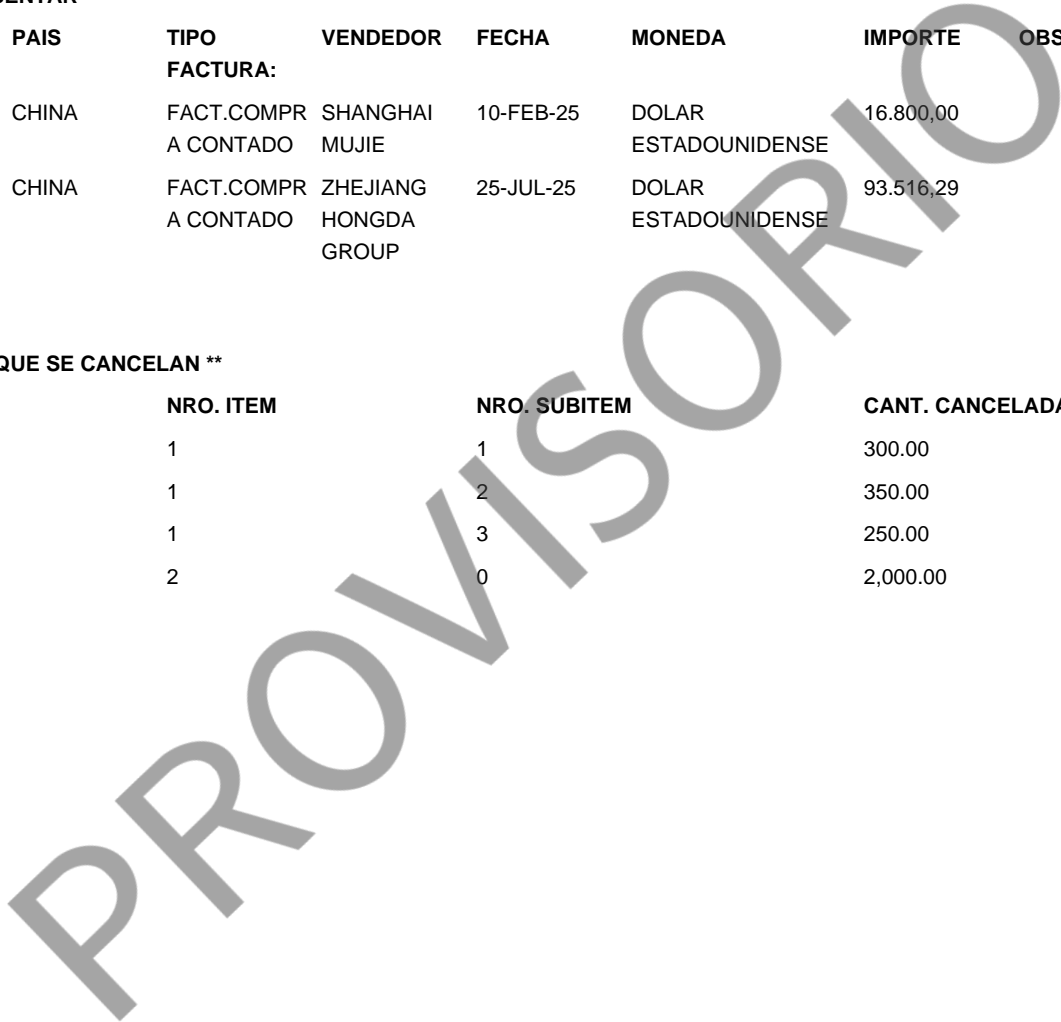 PAIS TIPO FACTURA: VENDEDOR FECHA MONEDA IMPORTE OBS
CHINA FACT.COMPR A CONTADO SHANGHAI MUJIE 10-FEB-25 DOLAR ESTADOUNIDENSE 16.800,00
CHINA FACT.COMPR A CONTADO ZHEJIANG HONGDA GROUP 25-JUL-25 DOLAR ESTADOUNIDENSE 93.516,29
QUE SE CANCELAN **
NRO. ITEM NRO. SUBITEM CANT. CANCELADA
1 1 300.00
1 2 350.00
1 3 250.00
2 0 2,000.00
PROVISORIO